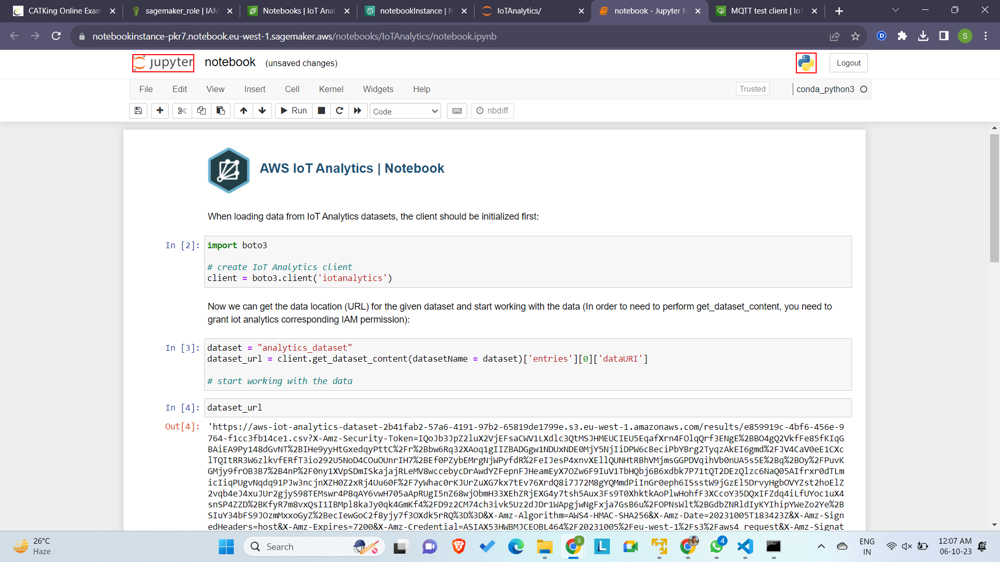 CATKing Online Exam
sagemaker_role | IAM
Notebooks | IoT Anal
notebookInstance | N
IoTAnalytics/
notebook - Jupyter N
MQTT test client | IoT
notebookinstance-pkr7.notebook.eu-west-1.sagemaker.aws/notebooks/IoTAnalytics/notebook.ipynb
D
S
jupyter notebook (unsaved changes)
Logout
File Edit View Insert Cell Kernel Widgets Help
Trusted
conda_python3
Run
Code
nbdiff
AWS IoT Analytics | Notebook
When loading data from IoT Analytics datasets, the client should be initialized first:
In [2]: import boto3
# create IoT Analytics client
client = boto3.client('iotanalytics')
Now we can get the data location (URL) for the given dataset and start working with the data (In order to need to perform get_dataset_content, you need to
grant iot analytics corresponding IAM permission):
In [3]: dataset = "analytics_dataset"
dataset_url = client.get_dataset_content(datasetName = dataset)['entries'][0]['dataURI']
# start working with the data
In [4]: dataset_url
Out[4]: 'https://aws-iot-analytics-dataset-2b41fab2-57a6-4191-97b2-65819de1799e.s3.eu-west-1.amazonaws.com/results/e859919c-4bf6-456e-9
764-f1cc3fb14ce1.csv?X-Amz-Security-Token=IQoJb3JpZ2luX2VjEFsaCWV1LXdlc3QtMSJHMEUCIEU5EqafXrn4FOlqQrf3ENgE%2BBO4gQ2VkfFe85fKIqG
BAiEA9Py148dGvNT%2BIHe9yyHtGxedqyPttC%2Fr%2Bbw6Rq32XAoq1gIIZBADGgw1NDUxNDE0MjY5NjIiDPW6cBeciPbYBrg2TyqzAkEI6gmd%2FJV4CaV0eE1CXc
lTQItRR3W6zlkvfERfT3io292U5NoD4COuOUnrIH7%2BEf0PZybEMrgNjWPyfdR%2FeIJesP4xnvXEllQUNHtRBhVMjmsGGPDVqihVb0nUA5s5E%2Bq%2BOy%2FPuvK
GMjy9frOB3B7%2B4nP%2F0ny1XVpSDmISkajajRLeMV8wccebycDrAwdYZFepnFJHeamEyX7OZw6F9IuV1TbHQbj6B6xdbk7P71tQT2DEzQlzc6NaQ05AIfrxr0dTLm
icIiqPUgvNqdq91PJw3ncjnXZH0Z2xRj4Uu60F%2F7yWhac0rKJUrZuXG7kx7tEv76XrdQ8i7J72M8gYQMmdPiInGr0eph6ISsstW9jGzEl5DrvyHgbOVYZst2hoElZ
2vqb4eJ4xuJUr2gjyS98TEMswr4P8qAY6vwH705aApRUgI5nZ68wjObmH33XEhZRjEXG4y7tsh5Aux3Fs9T0XhktkAoPlwHohfF3XCcoY35DQxIFZdq4iLfUYoc1uX4
snSP4ZZD%2BKfyR7m8vxQsI1IBMpl8kaJy0qk4GmKf4%2FD9z2CM74ch3ivk5Uz2dJDr1WApgjwNgFxja7GsB6u%2FOPNsWlt%2BGdbZNRldIyKYIhipYWeZo2Ye%2B
SIuY34bFS9JOzmMxxoGyZ%2BecIewGoC2f8yjy7f3OXdk5rRQ%3D%3D&X-Amz-Algorithm=AWS4-HMAC-SHA256&X-Amz-Date=20231005T183423Z&X-Amz-Sign
edHeaders=host&X-Amz-Expires=7200&X-Amz-Credential=ASIAX53HWBMJCEOBL464%2F20231005%2Feu-west-1%2Fs3%2Faws4_request&X-Amz-Signat
26°C
Haze
Search
S
L
4
ENG
IN
12:07 AM
06-10-23